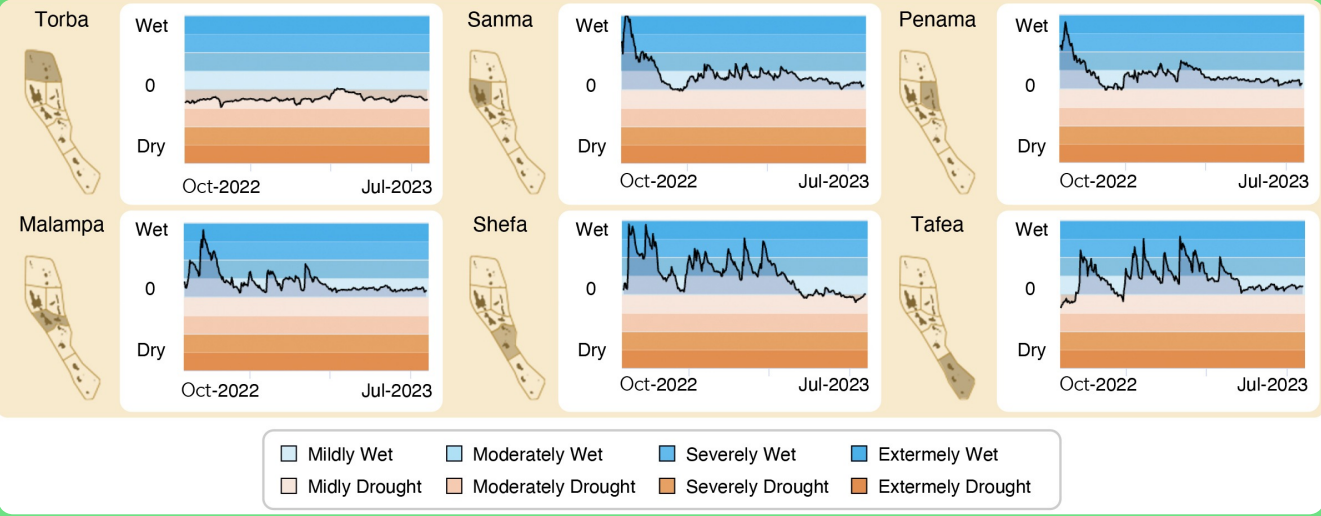 Torba
Wet
0
Dry
Oct-2022 Jul-2023
Sanma
Wet
0
Dry
Oct-2022 Jul-2023
Penama
Wet
0
Dry
Oct-2022 Jul-2023
Malampa
Wet
0
Dry
Oct-2022 Jul-2023
Shefa
Wet
0
Dry
Oct-2022 Jul-2023
Tafea
Wet
0
Dry
Oct-2022 Jul-2023
Mildly Wet Moderately Wet Severely Wet Extermely Wet
Midly Drought Moderately Drought Severely Drought Extermely Drought